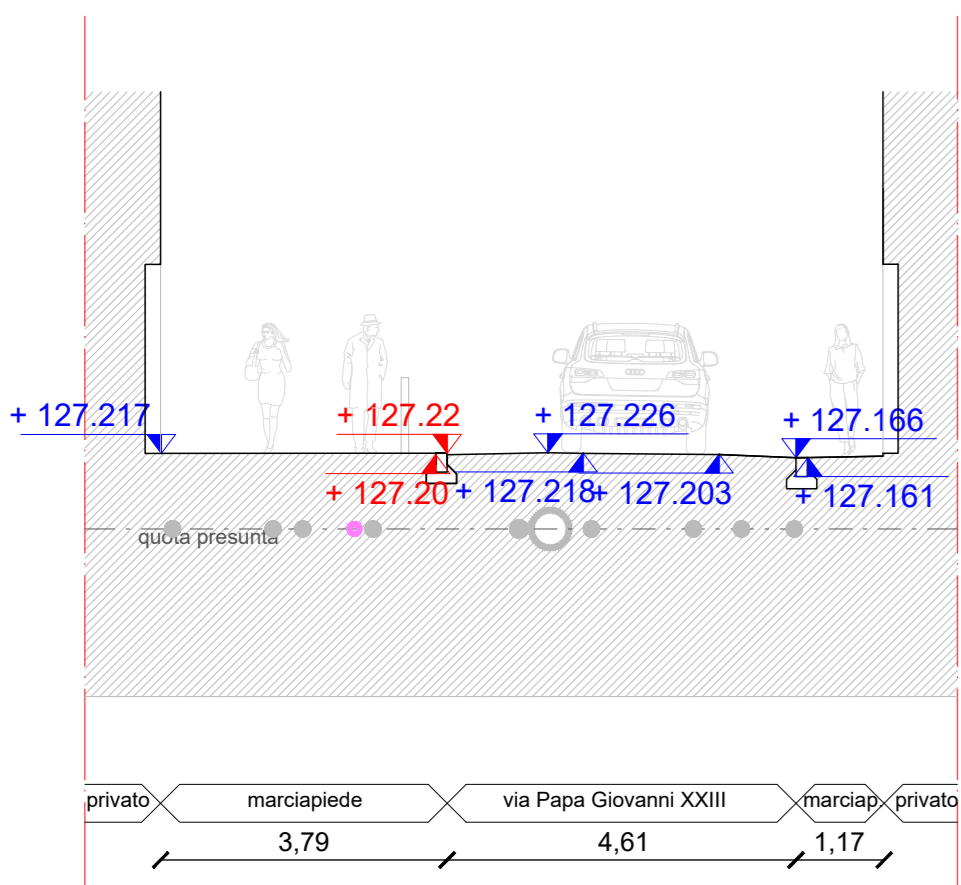 + 127.217
+ 127.22
+ 127.226
+ 127.166
+ 127.20
+ 127.218
+ 127.203
+ 127.161
quota presunta
privato
marciapiede
via Papa Giovanni XXIII
marciap
privato
3,79
4,61
1,17